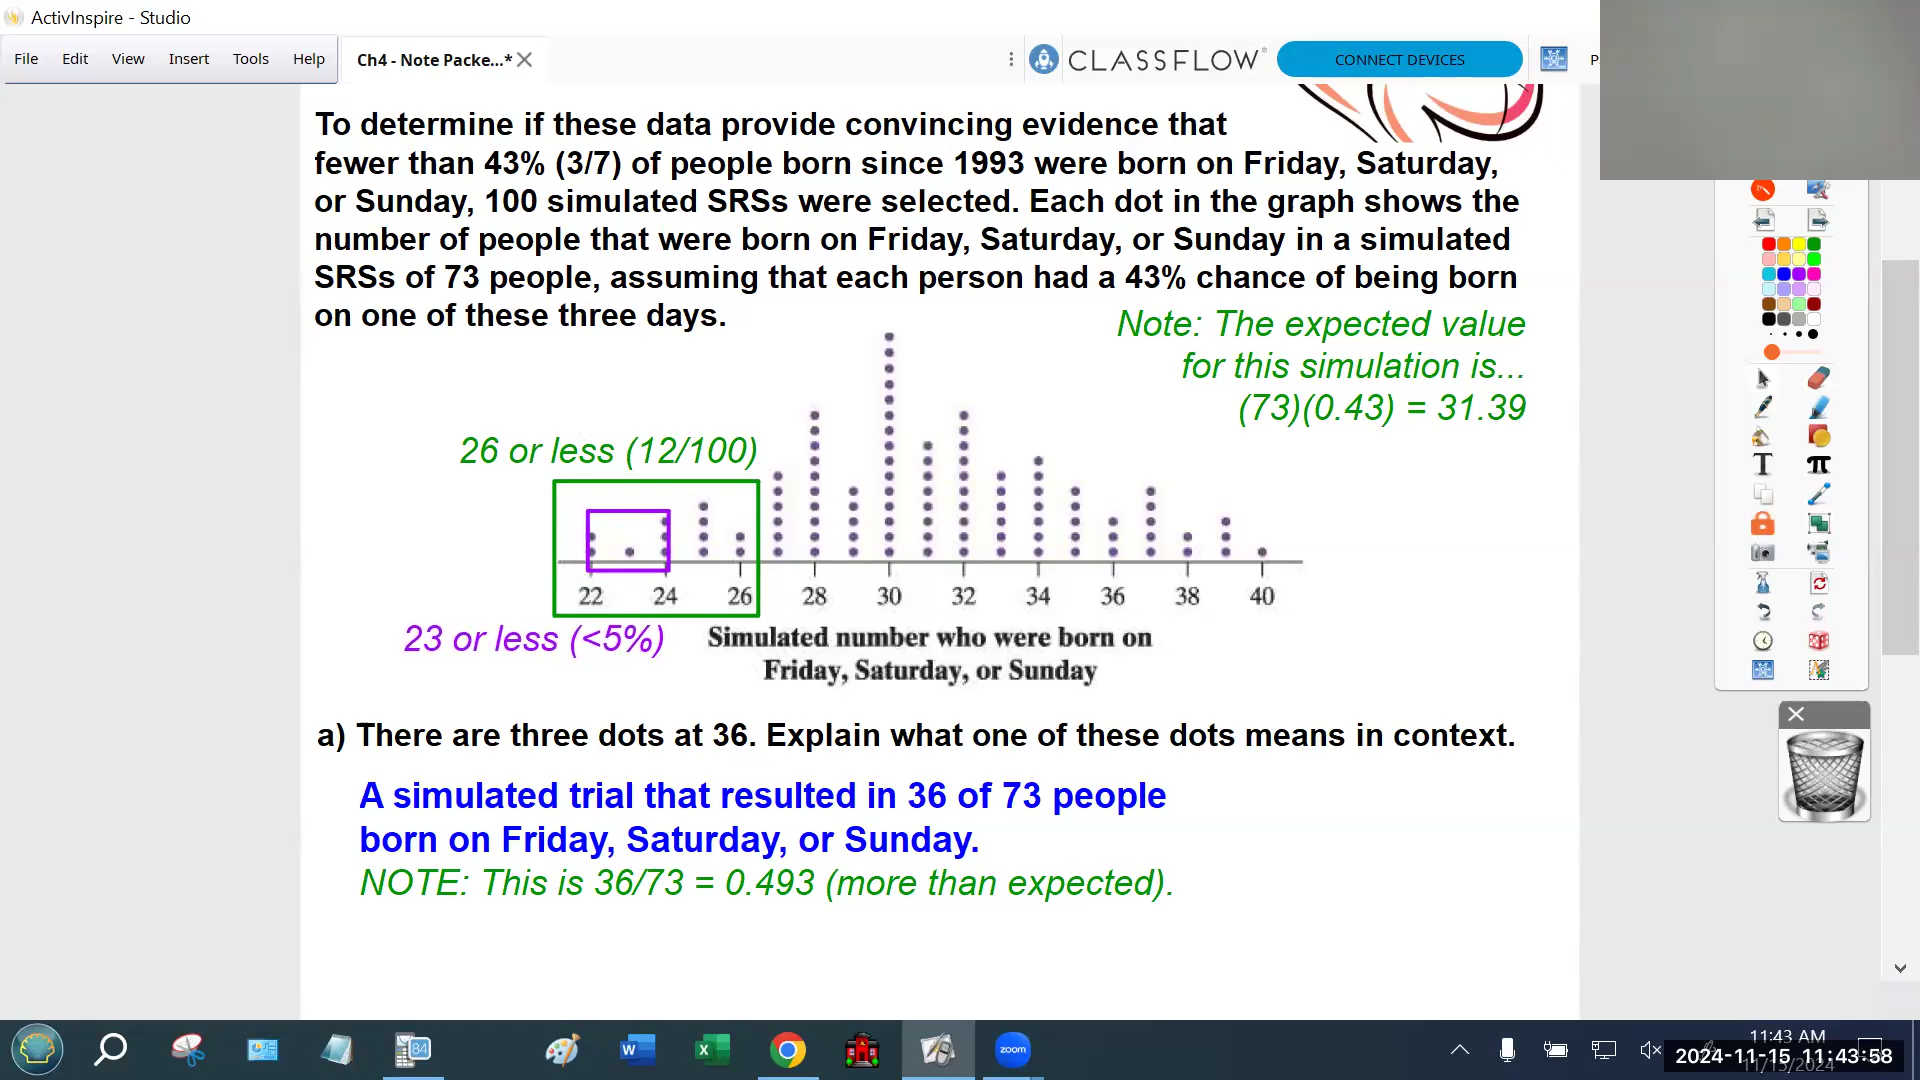 ActivInspire - Studio
File Edit View Insert Tools Help
Ch4 - Note Packe...*
CLASSFLOW
CONNECT DEVICES
To determine if these data provide convincing evidence that
fewer than 43% (3/7) of people born since 1993 were born on Friday, Saturday,
or Sunday, 100 simulated SRSs were selected. Each dot in the graph shows the
number of people that were born on Friday, Saturday, or Sunday in a simulated
SRSs of 73 people, assuming that each person had a 43% chance of being born
on one of these three days.
Note: The expected value
for this simulation is...
(73)(0.43) = 31.39
26 or less (12/100)
22 24 26 28 30 32 34 36 38 40
23 or less (<5%)
Simulated number who were born on
Friday, Saturday, or Sunday
a) There are three dots at 36. Explain what one of these dots means in context.
A simulated trial that resulted in 36 of 73 people
born on Friday, Saturday, or Sunday.
NOTE: This is 36/73 = 0.493 (more than expected).
84
zoom
11:43 AM
2024-11-15 11:43:58
11/15/2024